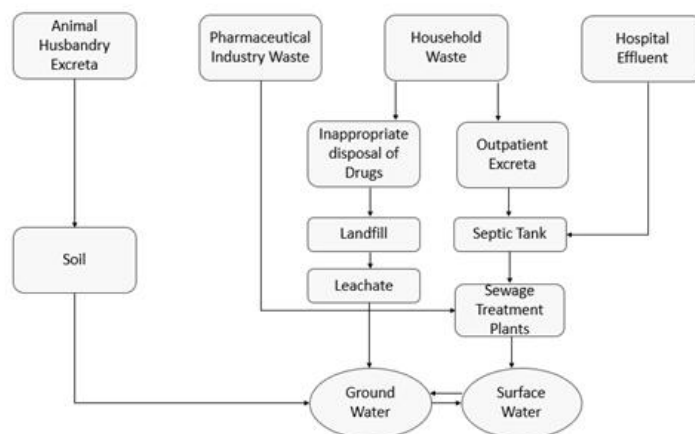 Animal
Husbandry
Excreta
Pharmaceutical
Industry Waste
Household
Waste
Hospital
Effluent
Inappropriate
disposal of
Drugs
Outpatient
Excreta
Landfill
Septic Tank
Soil
Leachate
Sewage
Treatment
Plants
Ground
Water
Surface
Water